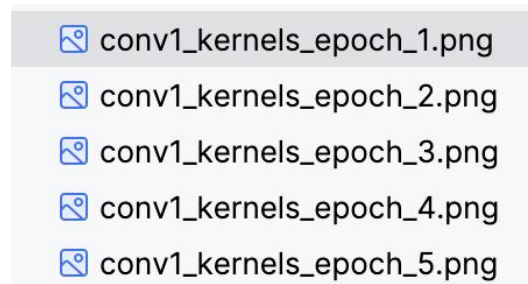 conv1_kernels_epoch_1.png
conv1_kernels_epoch_2.png
conv1_kernels_epoch_3.png
conv1_kernels_epoch_4.png
conv1_kernels_epoch_5.png